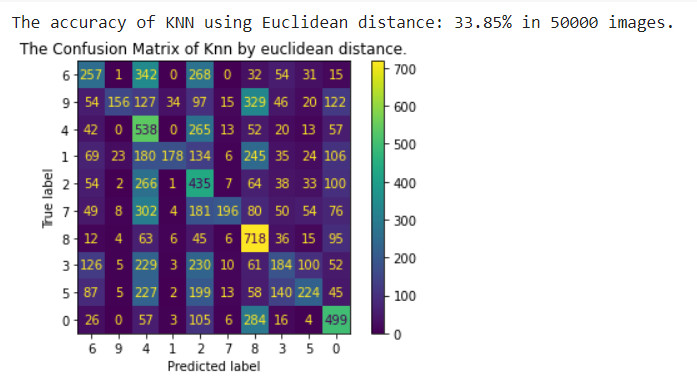 The accuracy of KNN using Euclidean distance: 33.85% in 50000 images.
The Confusion Matrix of Knn by euclidean distance.
6 257 1 342 0 268 0 32 54 31 15
9 54 156 127 34 97 15 329 46 20 122
4 42 0 538 0 265 13 52 20 13 57
1 69 23 180 178 134 6 245 35 24 106
2 54 2 266 1 435 7 64 38 33 100
7 49 8 302 4 181 196 80 50 54 76
8 12 4 63 6 45 6 718 36 15 95
3 126 5 229 3 230 10 61 184 100 52
5 87 5 227 2 199 13 58 140 224 45
0 26 0 57 3 105 6 284 16 4 499
6 9 4 1 2 7 8 3 5 0
Predicted label
True label
700
600
500
400
300
200
100
0